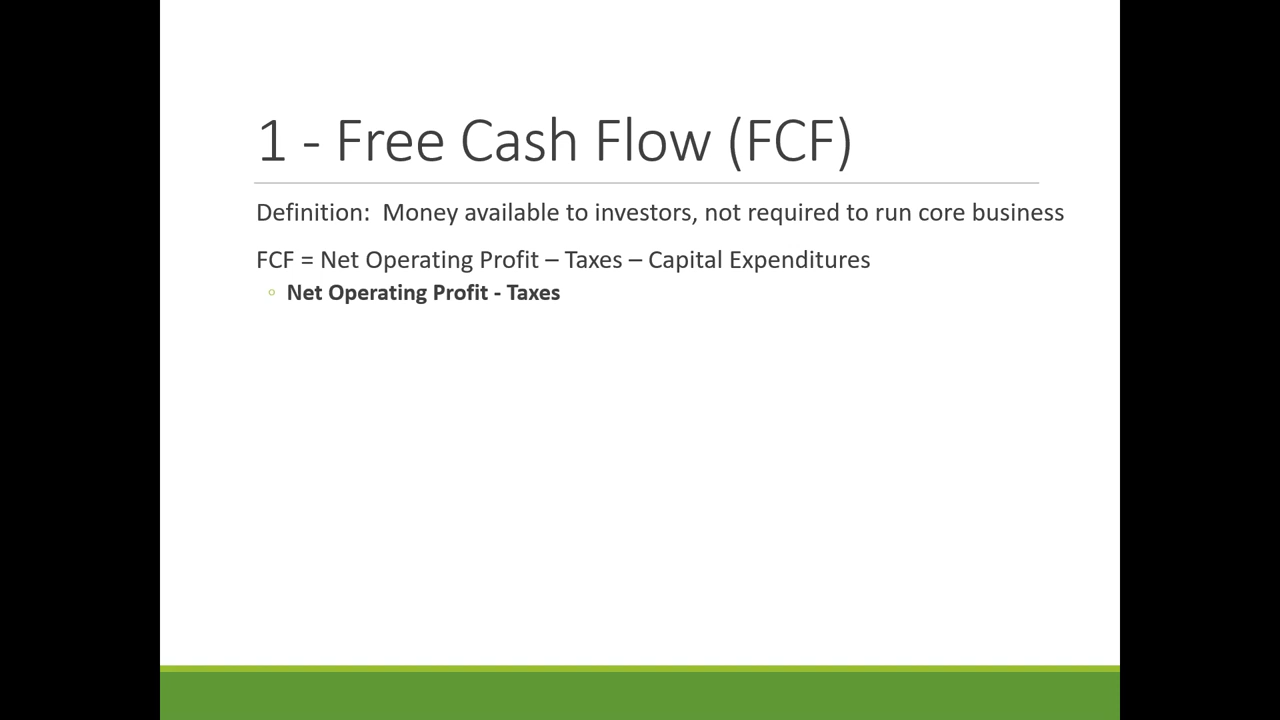 1 - Free Cash Flow (FCF)
Definition:  Money available to investors, not required to run core business
FCF = Net Operating Profit – Taxes – Capital Expenditures
◦ Net Operating Profit - Taxes